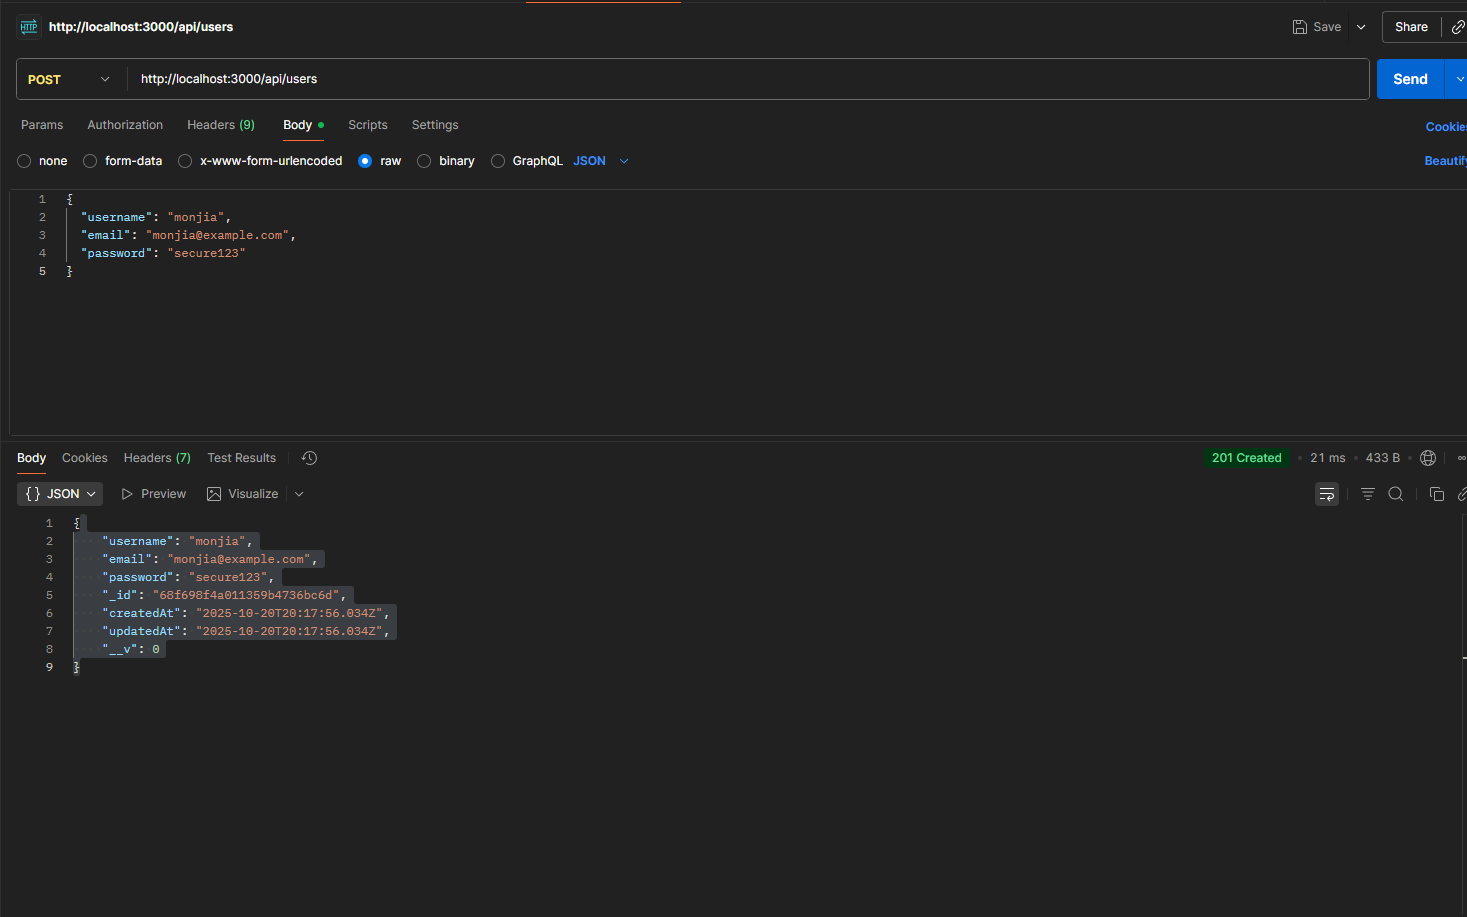 HTTP http://localhost:3000/api/users Save Share
POST http://localhost:3000/api/users Send
Params Authorization Headers (9) Body Scripts Settings Cookies
none form-data x-www-form-urlencoded raw binary GraphQL JSON Beautify
1 {
2 "username": "monjia",
3 "email": "monjia@example.com",
4 "password": "secure123"
5 }
Body Cookies Headers (7) Test Results 201 Created • 21 ms • 433 B •
{} JSON Preview Visualize
1 {
2 "username": "monjia",
3 "email": "monjia@example.com",
4 "password": "secure123",
5 "_id": "68f698f4a011359b4736bc6d",
6 "createdAt": "2025-10-20T20:17:56.034Z",
7 "updatedAt": "2025-10-20T20:17:56.034Z",
8 "__v": 0
9 }